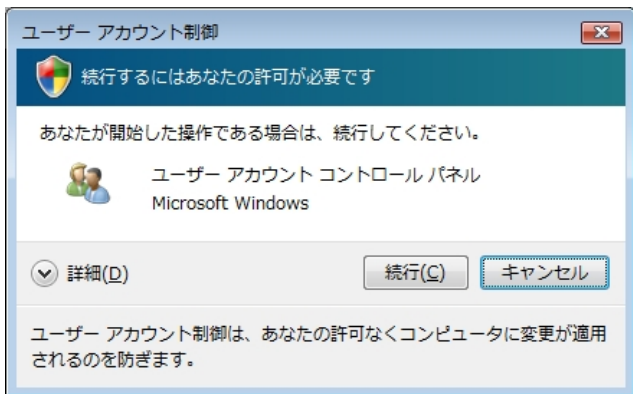 ユーザー アカウント制御
続行するにはあなたの許可が必要です
あなたが開始した操作である場合は、続行してください。
ユーザー アカウント コントロール パネル
Microsoft Windows
詳細(D)
続行(C)
キャンセル
ユーザー アカウント制御は、あなたの許可なくコンピュータに変更が適用
されるのを防ぎます。